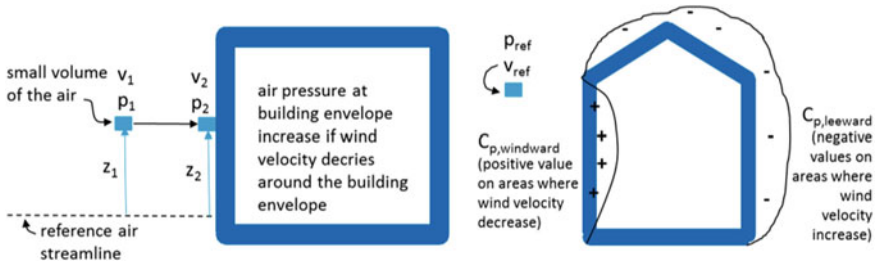 small volume
of the air
v1
p1
v2
p2
z1
z2
reference air
streamline
air pressure at
building envelope
increase if wind
velocity decries
around the building
envelope
pref
vref
Cp,windward
(positive value
on areas where
wind velocity
decrease)
+
+
+
+
-
-
-
-
-
-
-
Cp,leeward
(negative
values on
areas where
wind
velocity
increase)